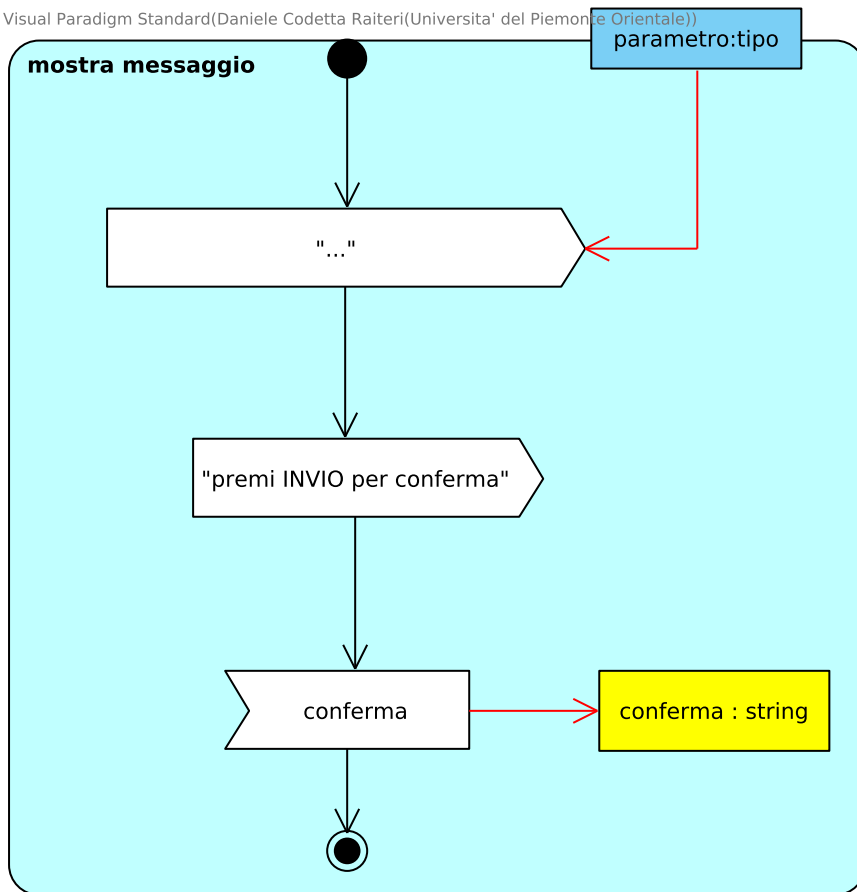 Visual Paradigm Standard(Daniele Codetta Raiteri(Universita' del Piemonte Orientale))
parametro:tipo
mostra messaggio
"..."
"premi INVIO per conferma"
conferma
conferma : string